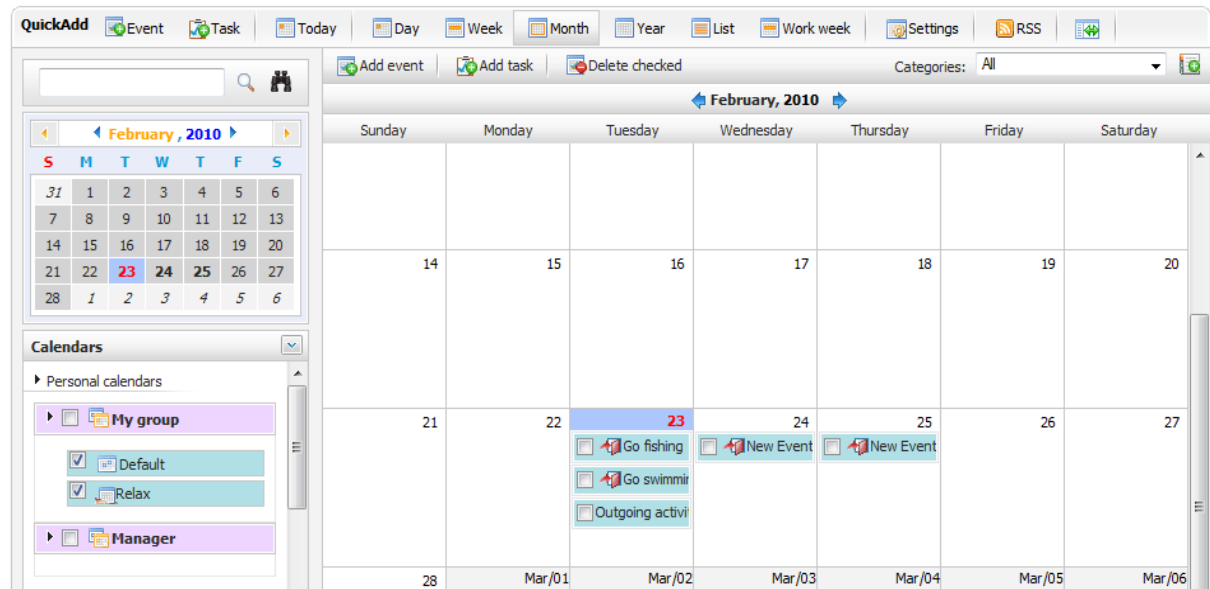 QuickAdd Event Task Today Day Week Month Year List Work week Settings RSS
Add event Add task Delete checked Categories: All
February, 2010
February , 2010
Sunday Monday Tuesday Wednesday Thursday Friday Saturday
S M T W T F S
31 1 2 3 4 5 6
7 8 9 10 11 12 13
14 15 16 17 18 19 20
21 22 23 24 25 26 27
28 1 2 3 4 5 6
Calendars
Personal calendars
My group
Default
Relax
Manager
14 15 16 17 18 19 20
21 22 23 24 25 26 27
Go fishing New Event New Event
Go swimmin
Outgoing activit
28 Mar/01 Mar/02 Mar/03 Mar/04 Mar/05 Mar/06